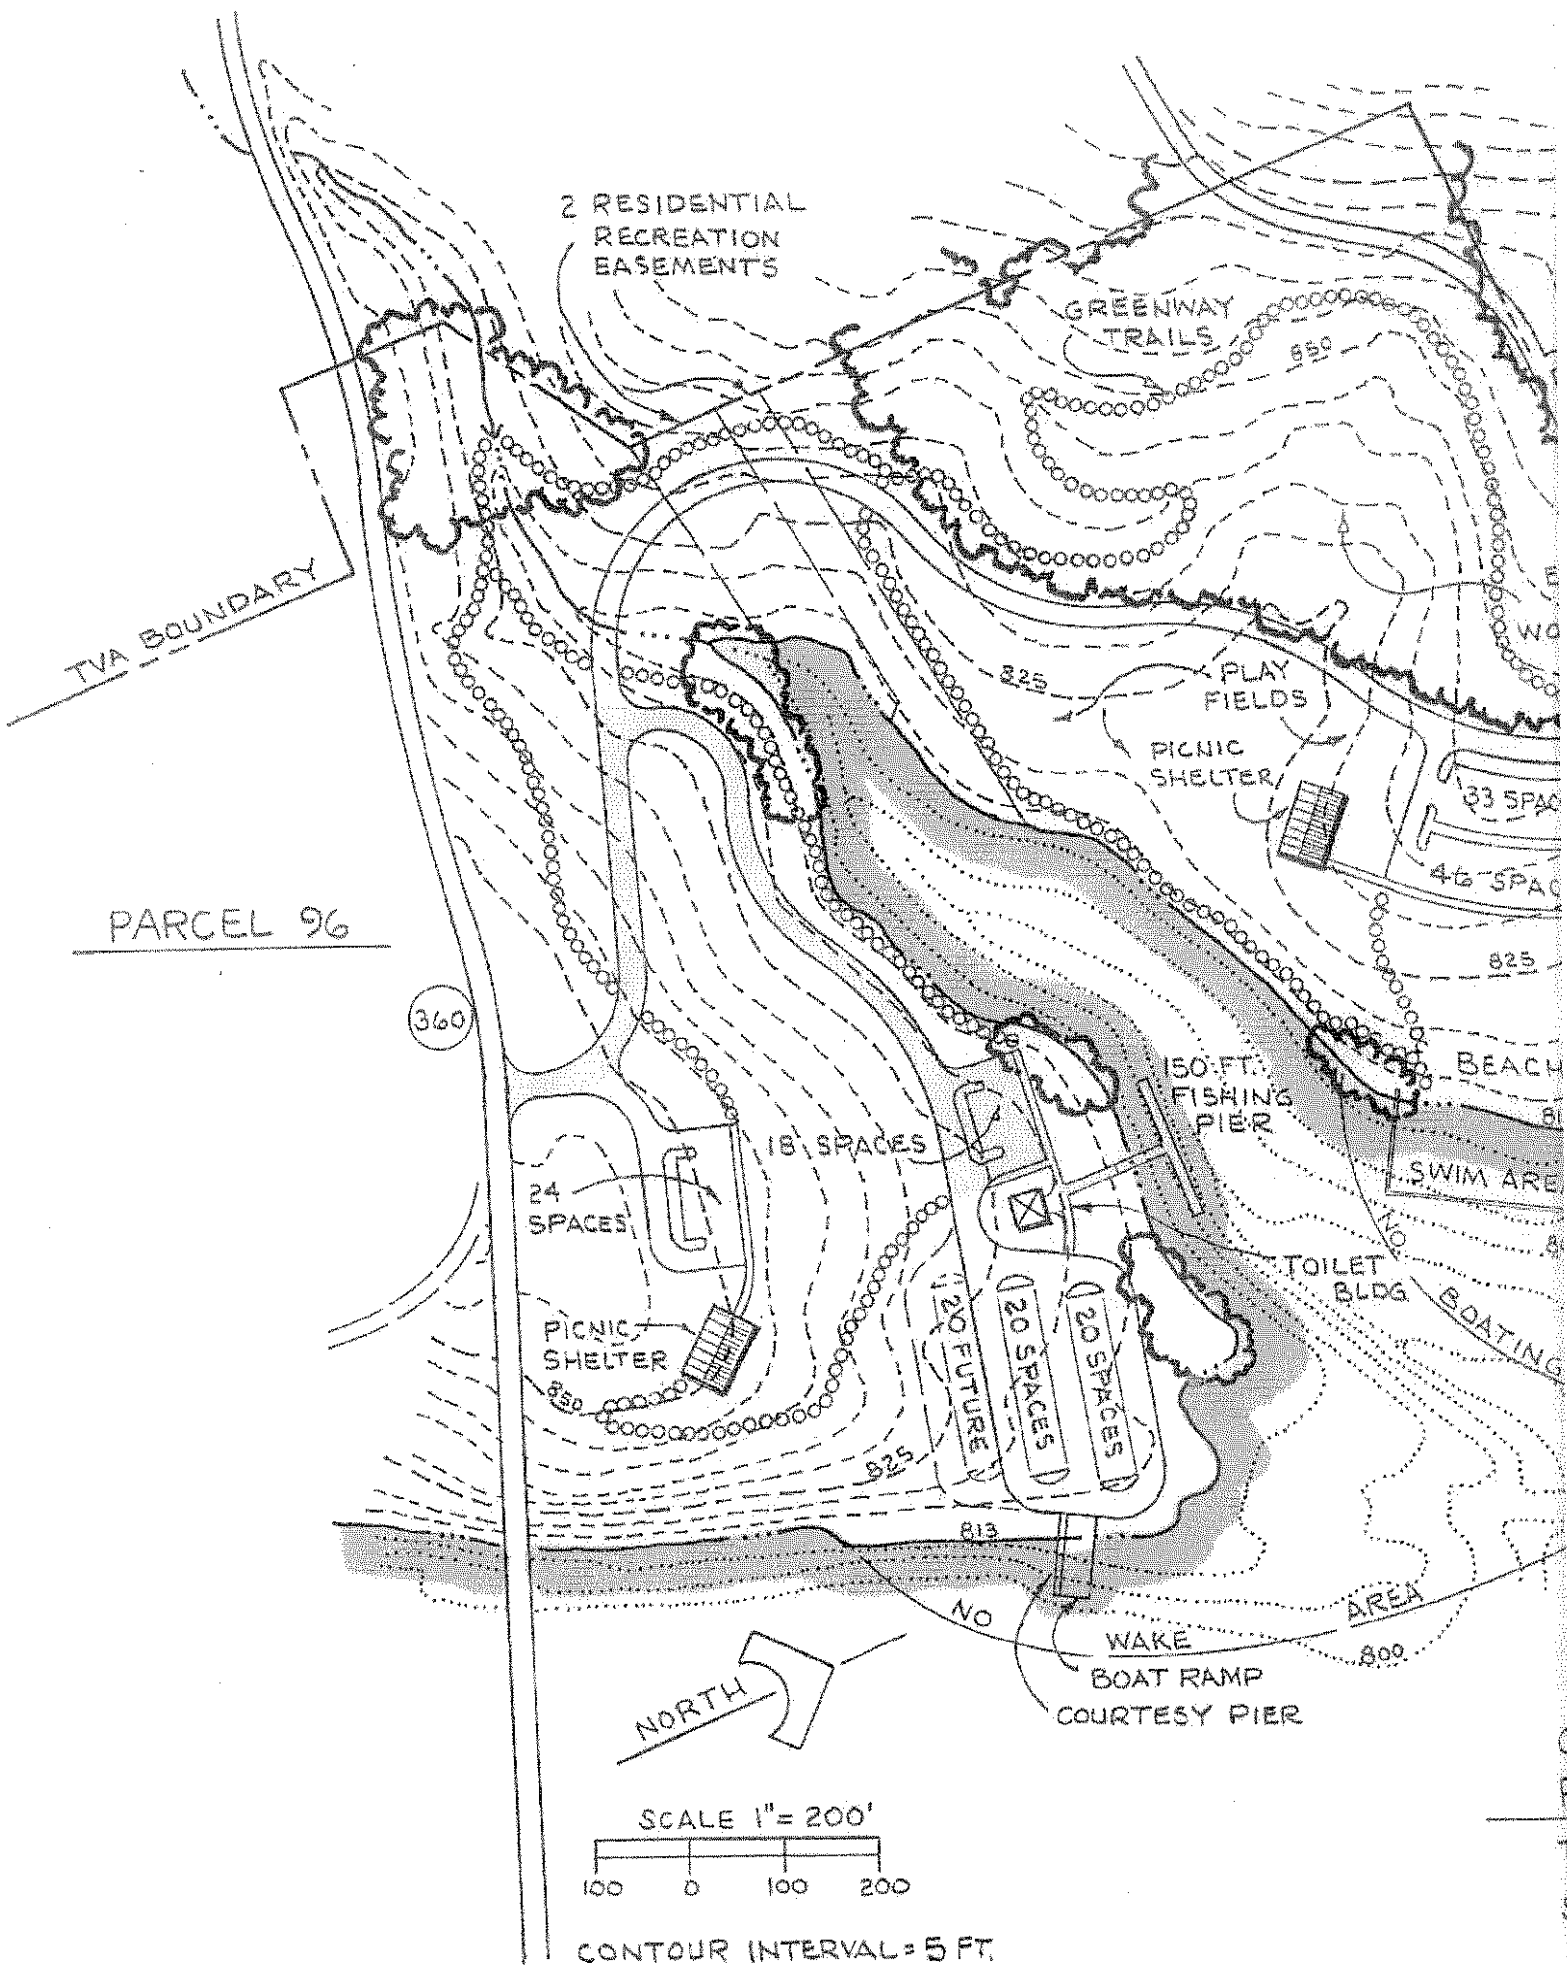 2 RESIDENTIAL
RECREATION
EASEMENTS
GREENWAY
TRAILS
850
TVA BOUNDARY
825
PLAY
FIELDS
PICNIC
SHELTER
33 SPAC
46 SPAC
PARCEL 96
825
360
BEACH
150 FT.
FISHING
PIER
18 SPACES
SWIM ARE
24
SPACES
NO
BOATING
TOILET
BLDG
PICNIC
SHELTER
20 FUTURE
20 SPACES
20 SPACES
850
825
813
NO
WAKE
AREA
800
BOAT RAMP
COURTESY PIER
NORTH
SCALE 1" = 200'
100 0 100 200
CONTOUR INTERVAL = 5 FT.